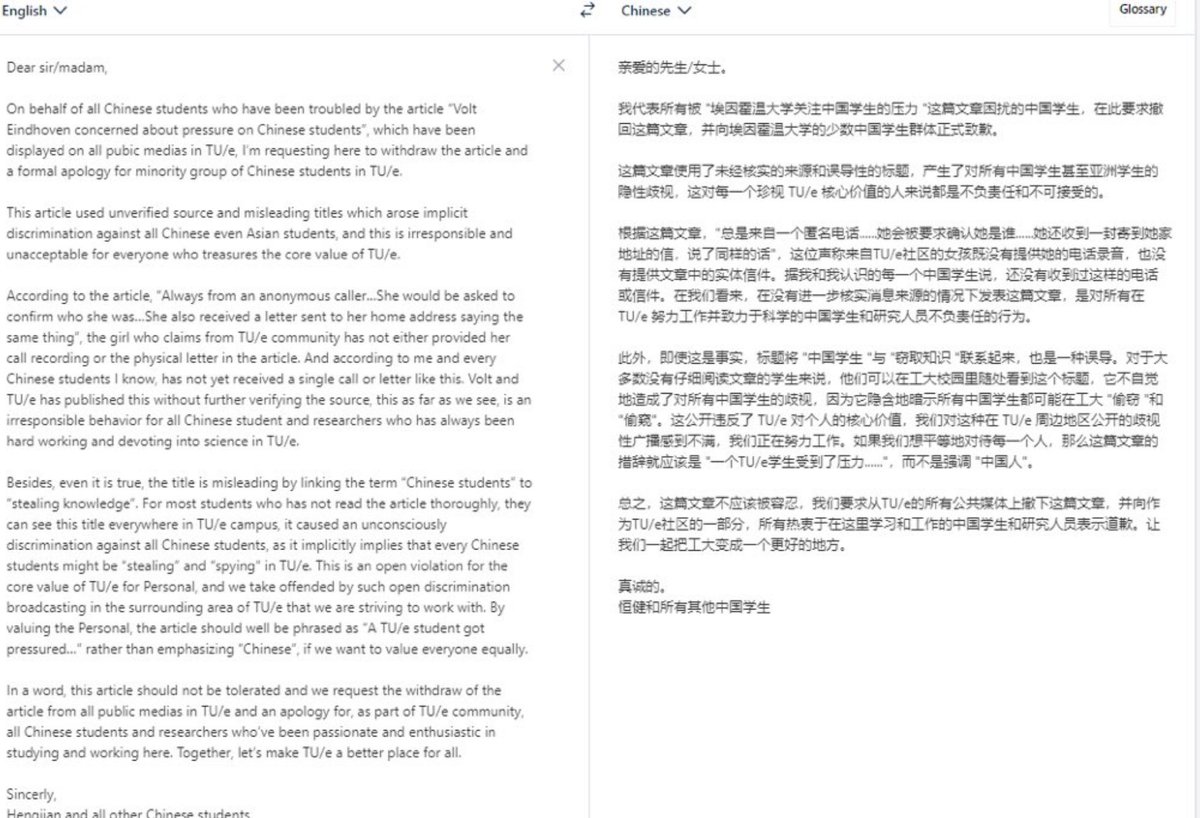 English
Chinese
Glossary
Dear sir/madam,
On behalf of all Chinese students who have been troubled by the article "Volt
Eindhoven concerned about pressure on Chinese students", which have been
displayed on all pubic medias in TU/e, I'm requesting here to withdraw the article and
a formal apology for minority group of Chinese students in TU/e.
This article used unverified source and misleading titles which arose implicit
discrimination against all Chinese even Asian students, and this is irresponsible and
unacceptable for everyone who treasures the core value of TU/e.
According to the article, "Always from an anonymous caller...She would be asked to
confirm who she was...She also received a letter sent to her home address saying the
same thing", the girl who claims from TU/e community has not either provided her
call recording or the physical letter in the article. And according to me and every
Chinese students I know, has not yet received a single call or letter like this. Volt and
TU/e has published this without further verifying the source, this as far as we see, is an
irresponsible behavior for all Chinese student and researchers who has always been
hard working and devoting into science in TU/e.
Besides, even it is true, the title is misleading by linking the term "Chinese students" to
"stealing knowledge". For most students who has not read the article thoroughly, they
can see this title everywhere in TU/e campus, it caused an unconsciously
discrimination against all Chinese students, as it implicitly implies that every Chinese
students might be "stealing" and "spying" in TU/e. This is an open violation for the
core value of TU/e for Personal, and we take offended by such open discrimination
broadcasting in the surrounding area of TU/e that we are striving to work with. By
valuing the Personal, the article should well be phrased as "A TU/e student got
pressured..." rather than emphasizing "Chinese", if we want to value everyone equally.
In a word, this article should not be tolerated and we request the withdraw of the
article from all public medias in TU/e and an apology for, as part of TU/e community,
all Chinese students and researchers who've been passionate and enthusiastic in
studying and working here. Together, let's make TU/e a better place for all.
Sincerely,
Hengjian and all other Chinese students
亲爱的先生/女士。
我代表所有被 "埃因霍温大学关注中国学生的压力 "这篇文章困扰的中国学生，在此要求撤
回这篇文章，并向埃因霍温大学的少数中国学生群体正式致歉。
这篇文章使用了未经核实的来源和误导性的标题，产生了对所有中国学生甚至亚洲学生的
隐性歧视，这对每一个珍视 TU/e 核心价值的人来说都是不负责任和不可接受的。
根据这篇文章，"总是来自一个匿名电话......她会被要求确认她是谁......她还收到一封寄到她家
地址的信，说了同样的话"，这位声称来自TU/e社区的女孩既没有提供她的电话录音，也没
有提供文章中的实体信件。据我和我认识的每一个中国学生说，还没有收到过这样的电话
或信件。在我们看来，在没有进一步核实消息来源的情况下发表这篇文章，是对所有在
TU/e 努力工作并致力于科学的中国学生和研究人员不负责任的行为。
此外，即使这是事实，标题将 "中国学生 "与 "窃取知识 "联系起来，也是一种误导。对于大
多数没有仔细阅读文章的学生来说，他们可以在工大校园里随处看到这个标题，它不自觉
地造成了对所有中国学生的歧视，因为它隐含地暗示所有中国学生都可能在工大 "偷窃 "和
"偷窥"。这公开违反了 TU/e 对个人的核心价值，我们对这种在 TU/e 周边地区公开的歧视
性广播感到不满，我们正在努力工作。如果我们想平等地对待每一个人，那么这篇文章的
措辞就应该是 "一个TU/e学生受到了压力......"，而不是强调 "中国人"。
总之，这篇文章不应该被容忍，我们要求从TU/e的所有公共媒体上撤下这篇文章，并向作
为TU/e社区的一部分，所有热衷于在这里学习和工作的中国学生和研究人员表示道歉。让
我们一起把工大变成一个更好的地方。
真诚的。
恒健和所有其他中国学生